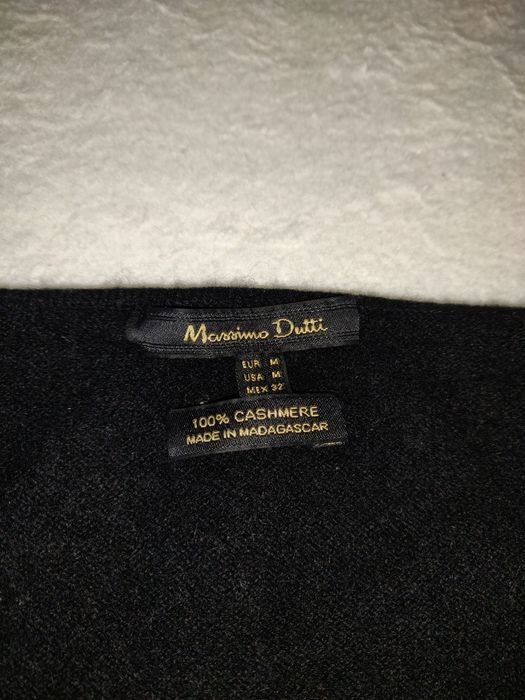 Massimo Dutti
EUR M
USA M
MEX 32
100% CASHMERE
MADE IN MADAGASCAR